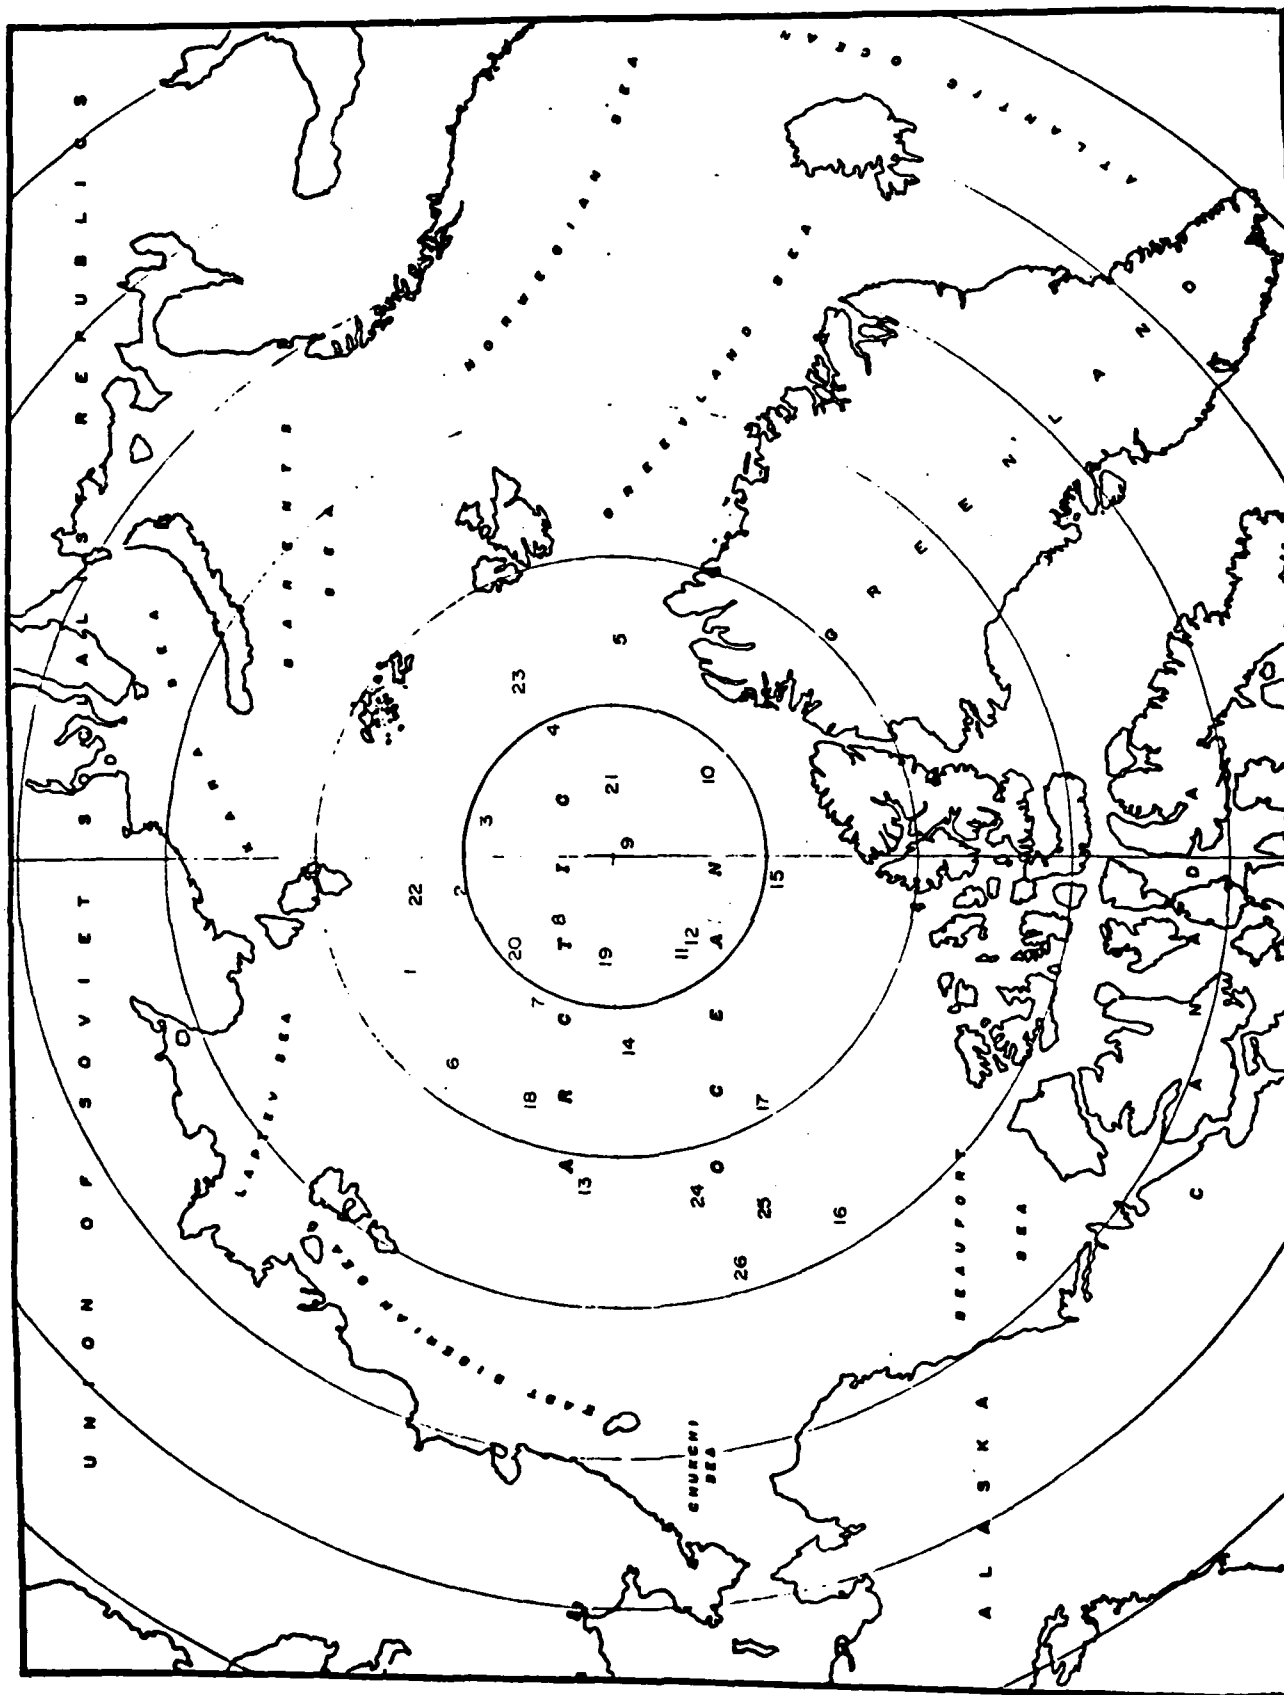 UNION OF SOVIET SOCIALIST REPUBLICS
KARA SEA
BARENTS
SEA
LAPTEV SEA
EAST SIBERIAN SEA
NORWEGIAN SEA
GREENLAND SEA
ATLANTIC OCEAN
ARCTIC
OCEAN
CHUKCHI
SEA
BEAUFORT
SEA
ALASKA
CANADA
GREENLAND
1
2
3
4
5
6
7
8
9
10
11
12
13
14
15
16
17
18
19
20
21
22
23
24
25
26